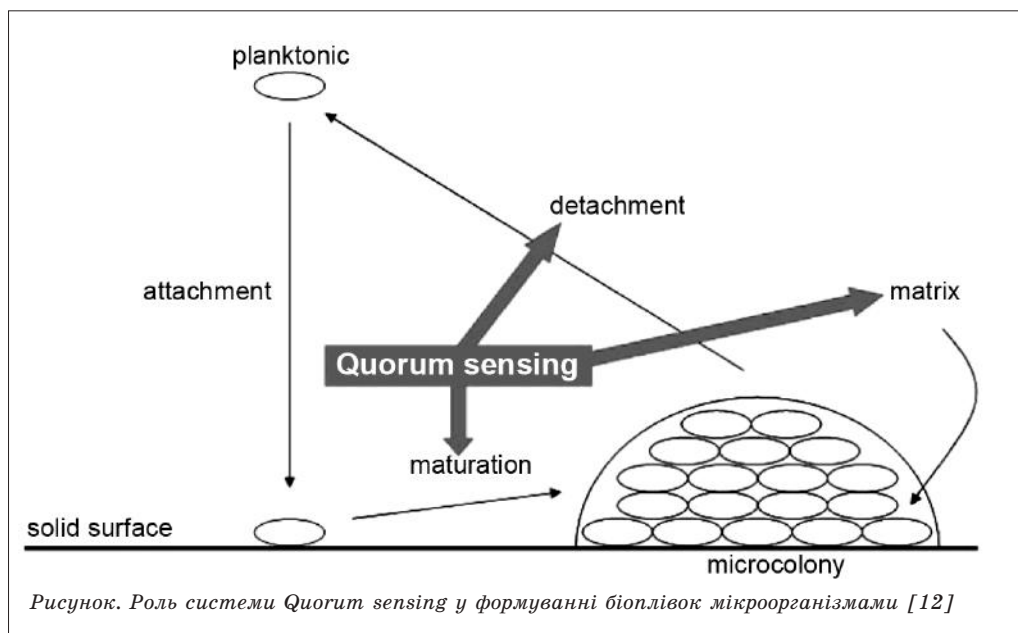 planktonic
detachment
attachment
matrix
Quorum sensing
maturation
solid surface
microcolony
Рисунок. Роль системи Quorum sensing у формуванні біоплівок мікроорганізмами [12]